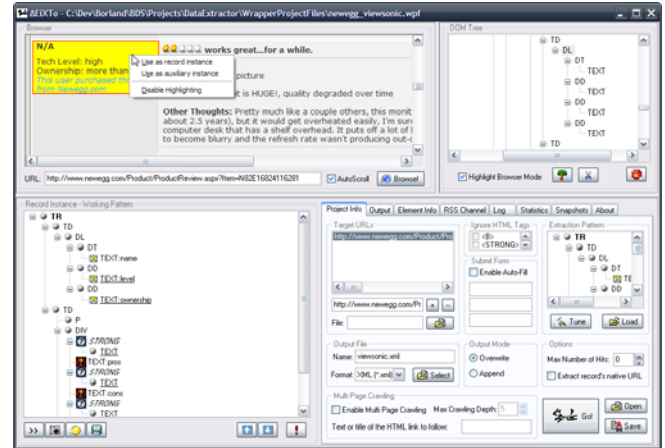 ΔEiXTo - C:\Dev\Borland\BDS\Projects\DataExtractor\WrapperProjectFiles\newegg_viewsonic.wpf
Browser
N/A
works great...for a while.
Tech Level: high
Ownership: more than
This user purchased this
from Newegg.com
Use as record instance
Use as auxiliary instance
Disable Highlighting
picture
it is HUGE!, quality degraded over time
Other Thoughts: Pretty much like a couple others, this monit
about 2.5 years), but it would get overheated easily, I'm sure
computer desk that has a shelf overhead. It puts off a lot of l
to become blurry and the refresh rate wasn't producing out-c
URL: http://www.newegg.com/Product/ProductReview.aspx?Item=N82E16824116281
AutoScroll
Browse!
DOM Tree
TD
DL
DT
TEXT
DD
TEXT
DD
TEXT
TD
Highlight Browser Mode
Record Instance - Working Pattern
TR
TD
DL
DT
TEXT:name
DD
TEXT:level
DD
TEXT:ownership
TD
P
DIV
STRONG
TEXT
TEXT:pros
STRONG
TEXT
TEXT:cons
STRONG
TEXT
Project Info Output Element Info RSS Channel Log Statistics Snapshots About
Target URLs
http://www.newegg.com/Product/Pro
http://www.newegg.com/Pr
+ -
File:
Ignore HTML Tags
<B>
<STRONG>
Submit Form
Enable Auto-Fill
Extraction Pattern
TR
TD
DL
DT
TE
DD
Tune
Load
Output File
Name: viewsonic.xml
Format: XML (*.xml)
Select
Output Mode
Overwrite
Append
Options
Max Number of Hits: 0
Extract record's native URL
Multi Page Crawling
Enable Multi Page Crawling Max Crawling Depth: 5
Text or title of the HTML link to follow:
Go!
Open
Save